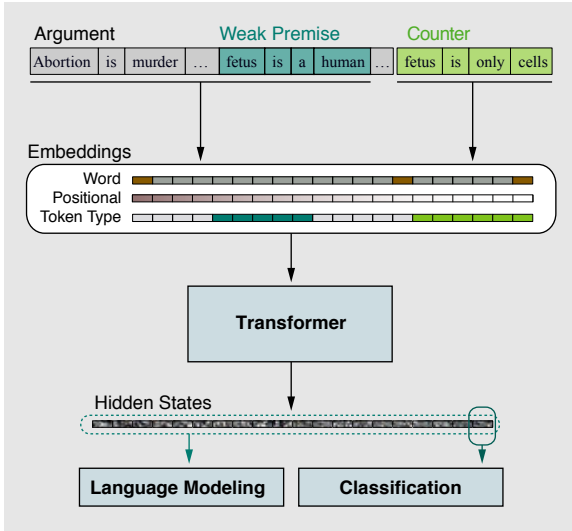 Argument Weak Premise Counter
Abortion is murder ... fetus is a human ... fetus is only cells
Embeddings
Word
Positional
Token Type
Transformer
Hidden States
Language Modeling Classification